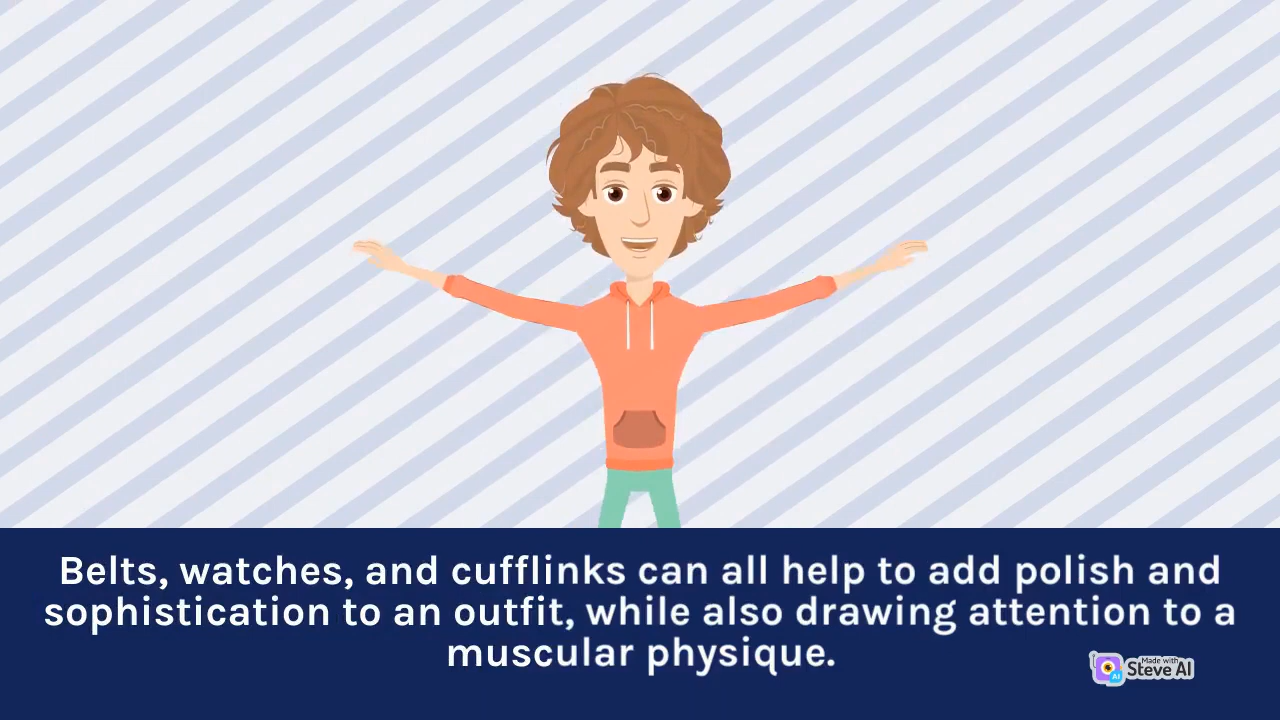 Belts, watches, and cufflinks can all help to add polish and
sophistication to an outfit, while also drawing attention to a
muscular physique.
Made with
Steve AI
AI